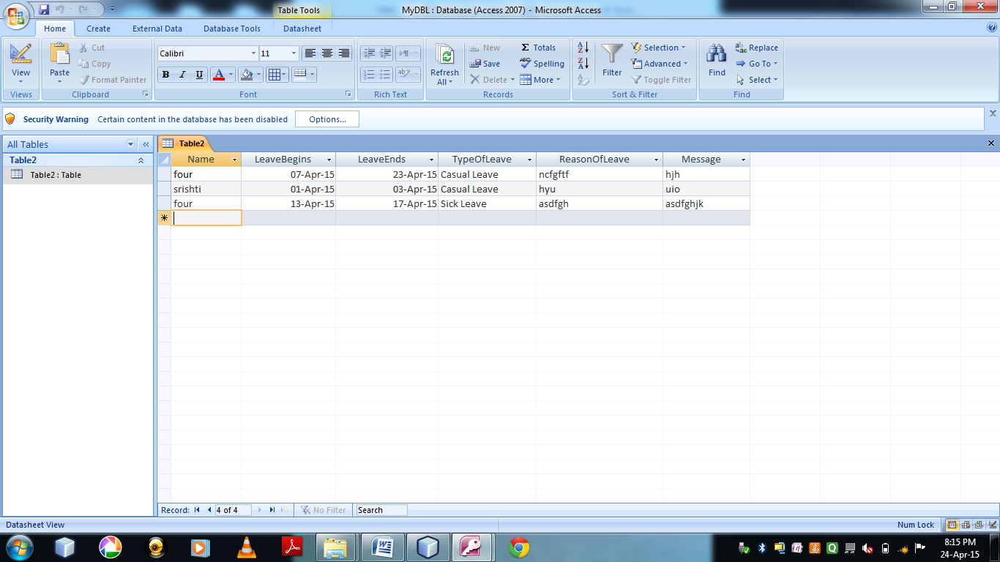 Table Tools
MyDBL : Database (Access 2007) - Microsoft Access
Home Create External Data Database Tools Datasheet
View
Views
Paste
Cut
Copy
Format Painter
Clipboard
Calibri 11
B I U A
Font
Rich Text
Refresh All
New
Save
Delete
Totals
Spelling
More
Records
Filter
Selection
Advanced
Toggle Filter
Sort & Filter
Find
Replace
Go To
Select
Find
Security Warning Certain content in the database has been disabled Options...
All Tables
Table2
Table2 : Table
Table2
Name LeaveBegins LeaveEnds TypeOfLeave ReasonOfLeave Message
four 07-Apr-15 23-Apr-15 Casual Leave ncfgftf hjh
srishti 01-Apr-15 03-Apr-15 Casual Leave hyu uio
four 13-Apr-15 17-Apr-15 Sick Leave asdfgh asdfghjk
Record: 4 of 4 No Filter Search
Datasheet View Num Lock
8:15 PM
24-Apr-15